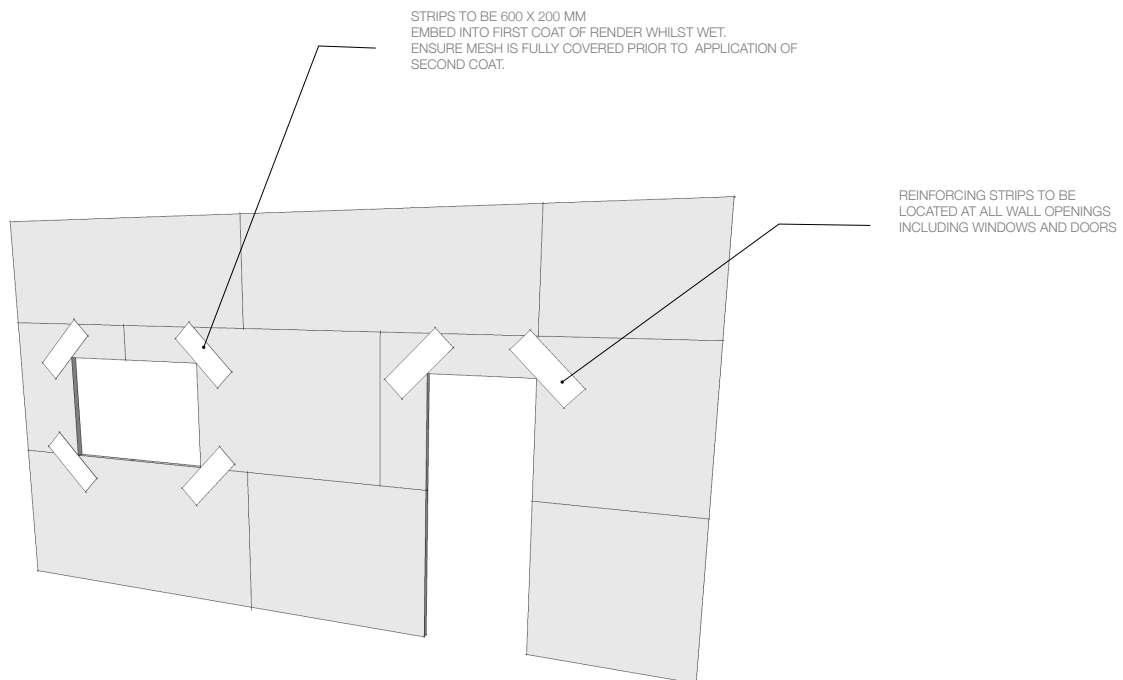 STRIPS TO BE 600 X 200 MM
EMBED INTO FIRST COAT OF RENDER WHILST WET.
ENSURE MESH IS FULLY COVERED PRIOR TO APPLICATION OF
SECOND COAT.
REINFORCING STRIPS TO BE
LOCATED AT ALL WALL OPENINGS
INCLUDING WINDOWS AND DOORS